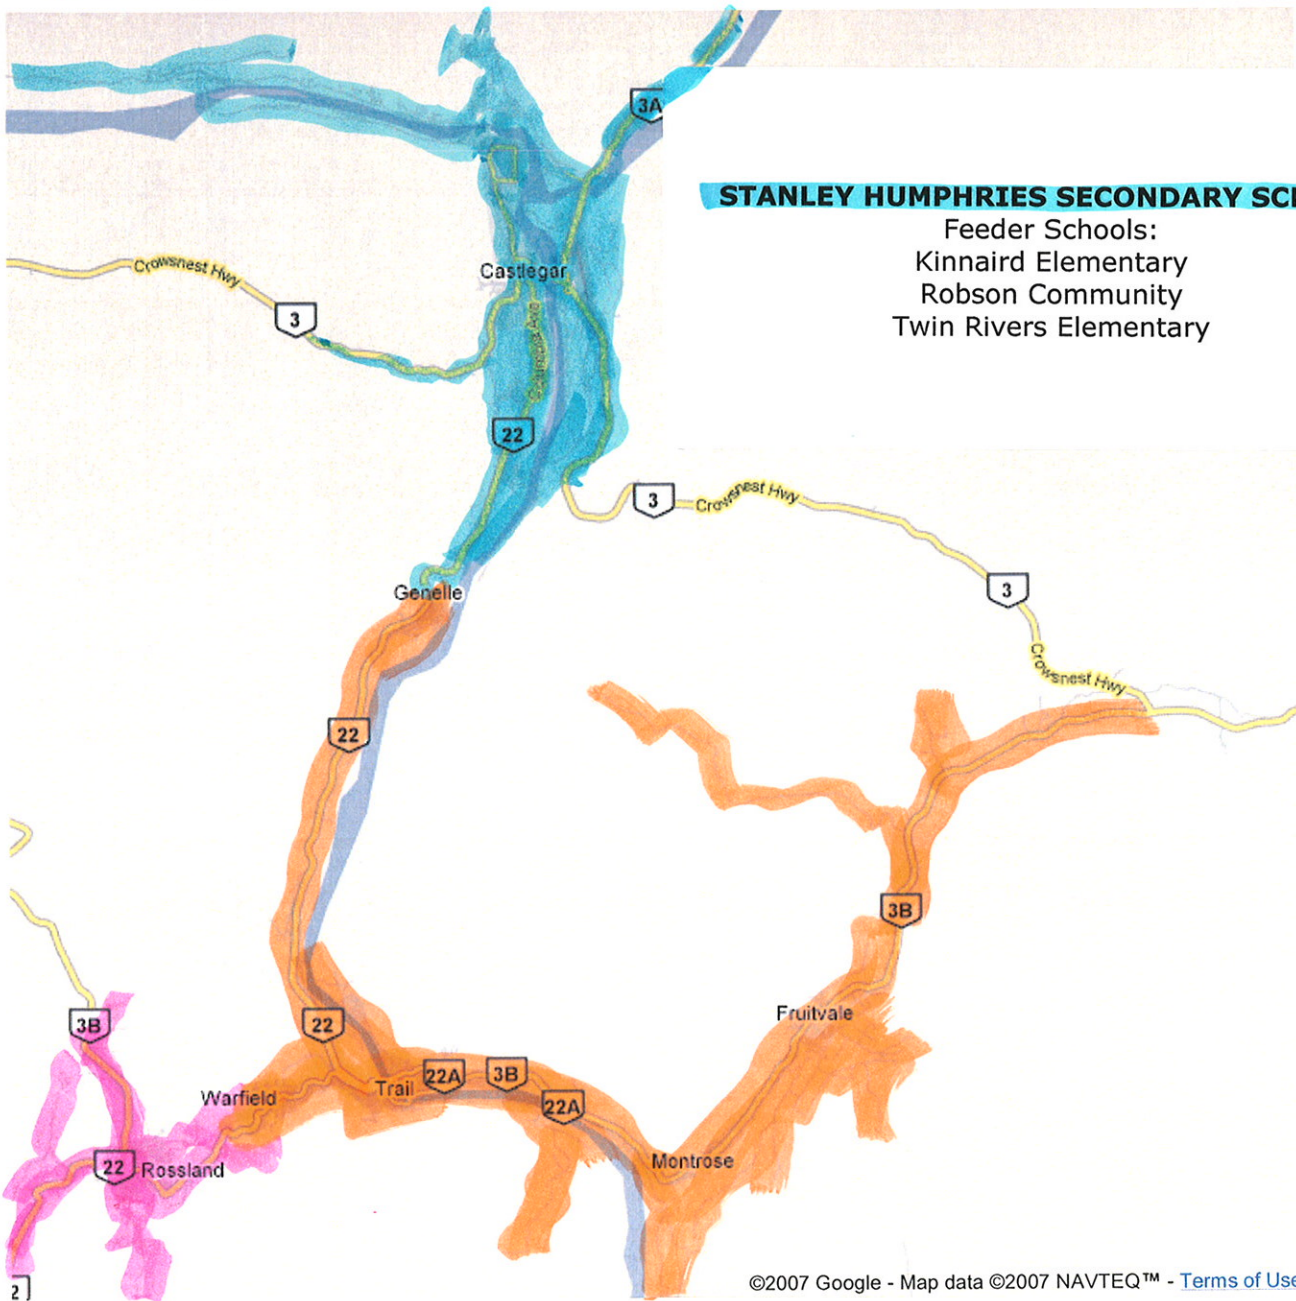 3A
STANLEY HUMPHRIES SECONDARY
Feeder Schools:
Kinnaird Elementary
Robson Community
Twin Rivers Elementary
Crowsnest Hwy
Castlegar
3
Columbia Ave
22
3
Crowsnest Hwy
3
Genelle
Crowsnest Hwy
22
3B
Fruitvale
3B
22
Warfield
Trail
22A
3B
22A
22
Rossland
Montrose
©2007 Google - Map data ©2007 NAVTEQ™ - Terms of Use